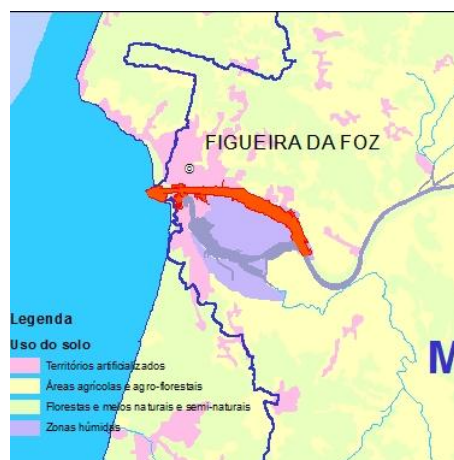 FIGUEIRA DA FOZ
M
Legenda
Uso do solo
Territórios artificializados
Áreas agrícolas e agro-florestais
Florestas e meios naturais e semi-naturais
Zonas húmidas